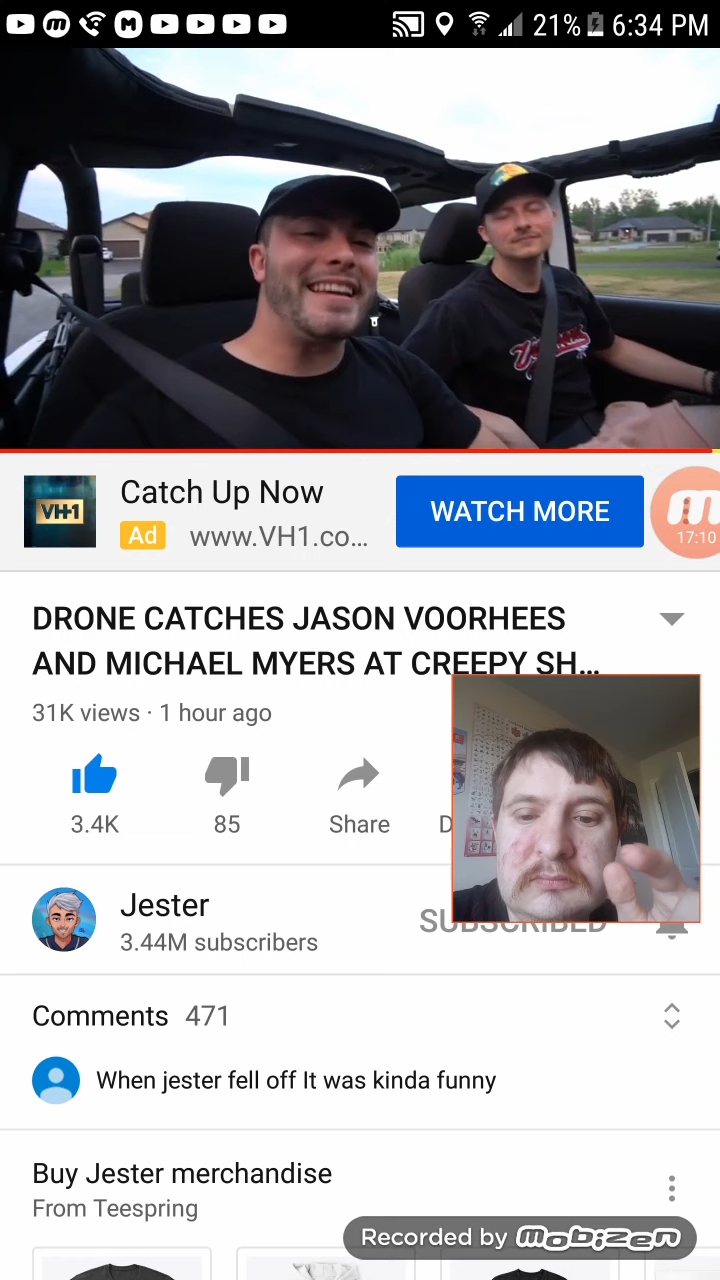 21% 6:34 PM
VH1
Catch Up Now
Ad www.VH1.co...
WATCH MORE
17:10
DRONE CATCHES JASON VOORHEES
AND MICHAEL MYERS AT CREEPY SH...
31K views · 1 hour ago
3.4K
85
Share
D
Jester
3.44M subscribers
SUBSCRIBED
Comments 471
When jester fell off It was kinda funny
Buy Jester merchandise
From Teespring
Recorded by mobizen